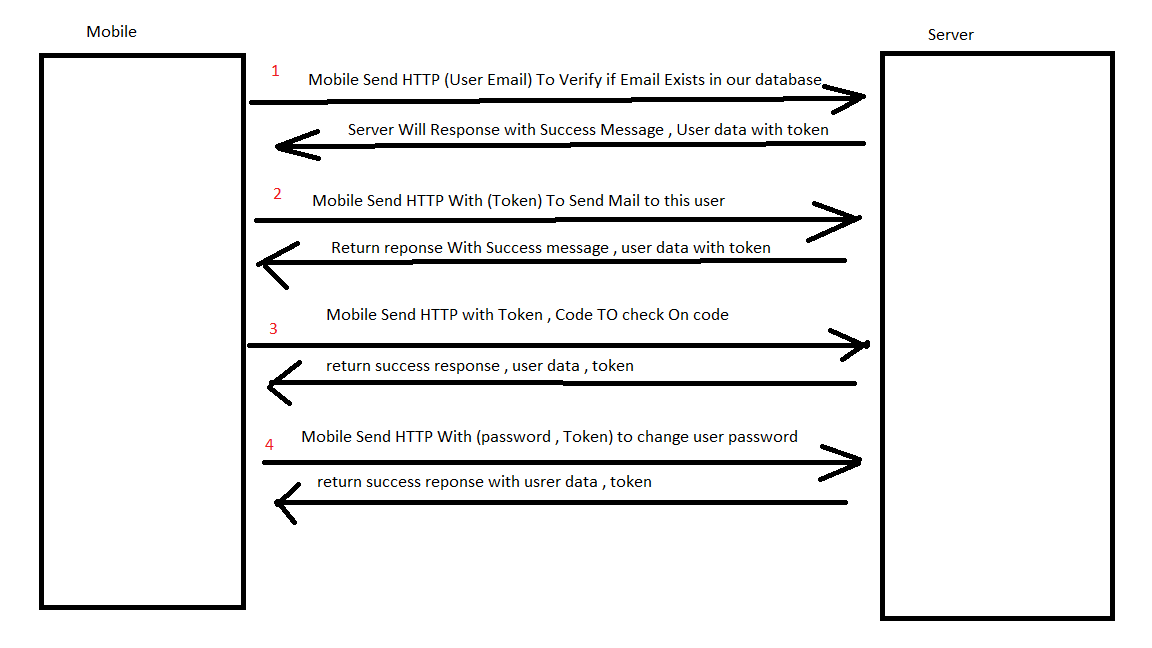 Mobile
Server
1
Mobile Send HTTP (User Email) To Verify if Email Exists in our database
Server Will Response with Success Message , User data with token
2
Mobile Send HTTP With (Token) To Send Mail to this user
Return reponse With Success message , user data with token
Mobile Send HTTP with Token , Code TO check On code
3
return success response , user data , token
4
Mobile Send HTTP With (password , Token) to change user password
return success reponse with usrer data , token